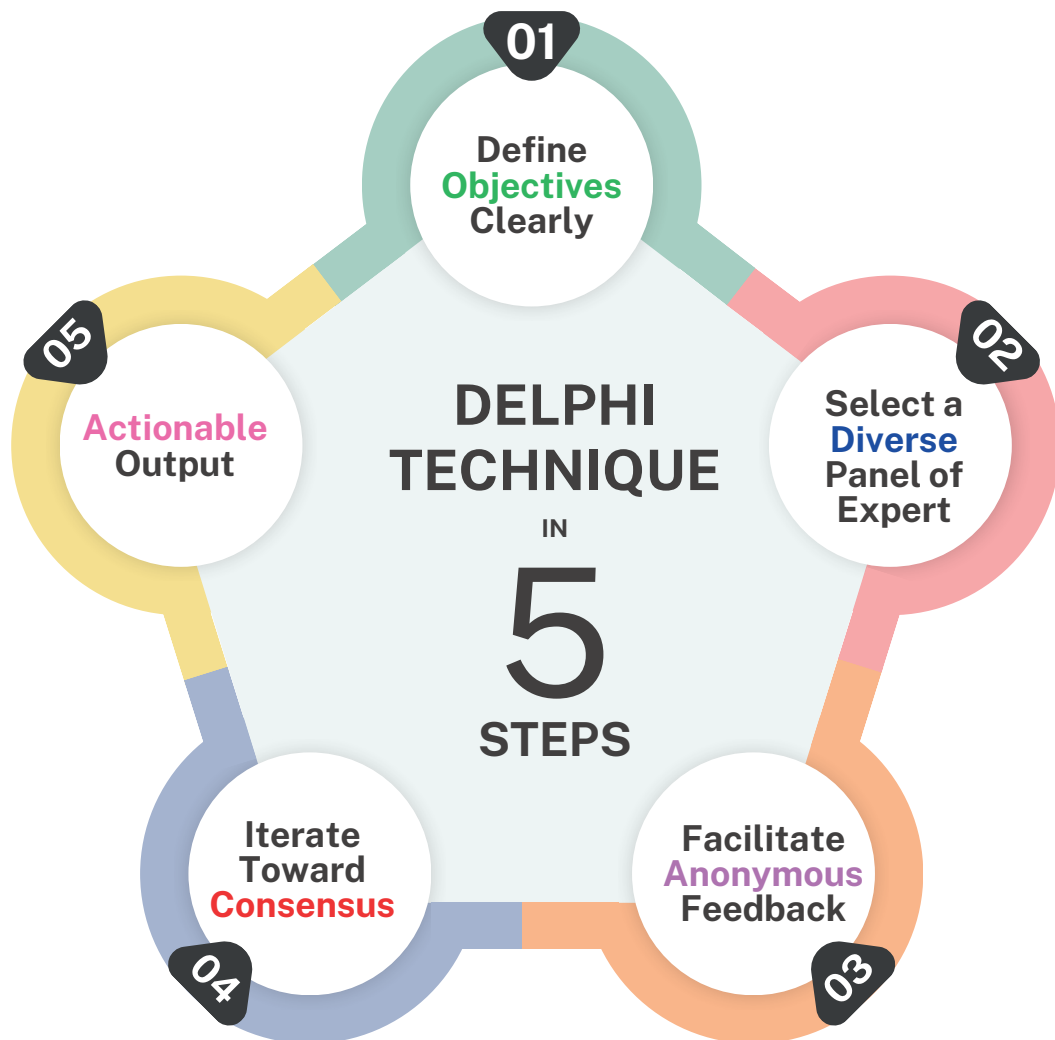 DELPHI
TECHNIQUE
IN
5
STEPS
01
Define
Objectives
Clearly
02
Select a
Diverse
Panel of
Expert
03
Facilitate
Anonymous
Feedback
04
Iterate
Toward
Consensus
05
Actionable
Output